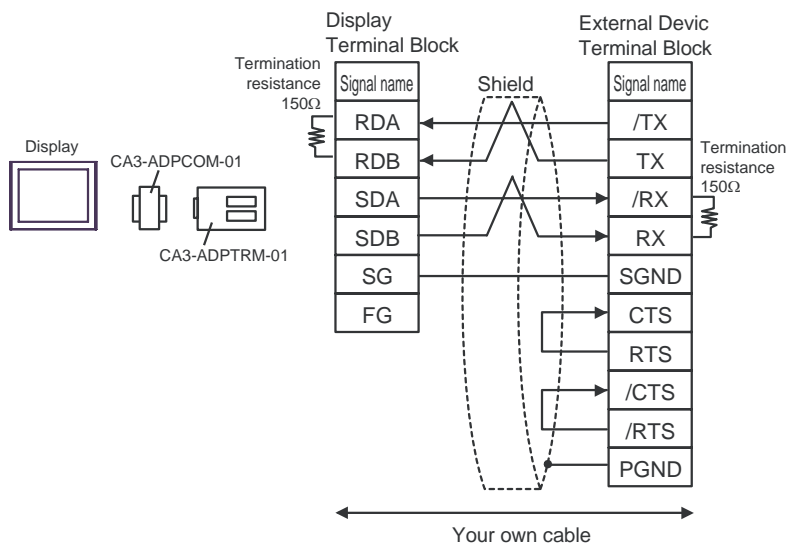 Display
Terminal Block
External Devic
Terminal Block
Termination
resistance
150Ω
Signal name
Shield
Signal name
RDA
/TX
Display
CA3-ADPCOM-01
RDB
TX
Termination
resistance
150Ω
SDA
/RX
SDB
RX
CA3-ADPTRM-01
SG
SGND
FG
CTS
RTS
/CTS
/RTS
PGND
Your own cable